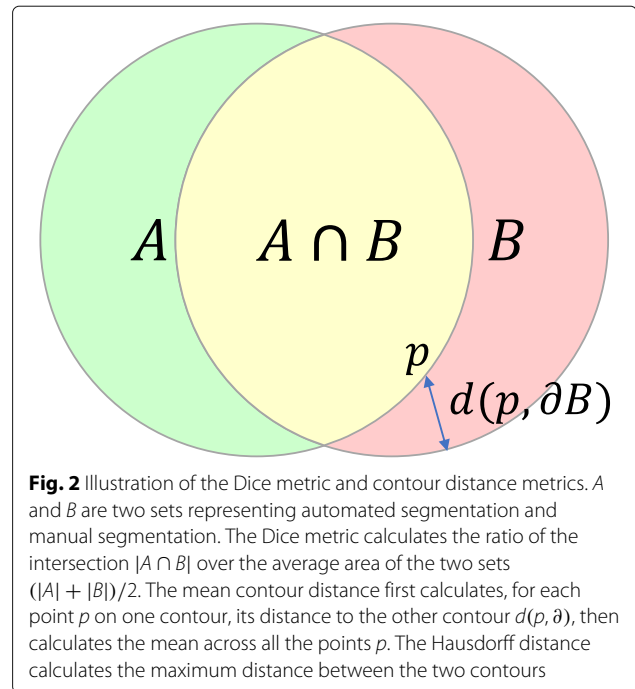 A
A ∩ B
B
p
d(p, ∂B)
Fig. 2 Illustration of the Dice metric and contour distance metrics. A
and B are two sets representing automated segmentation and
manual segmentation. The Dice metric calculates the ratio of the
intersection |A ∩ B| over the average area of the two sets
(|A| + |B|)/2. The mean contour distance first calculates, for each
point p on one contour, its distance to the other contour d(p, ∂), then
calculates the mean across all the points p. The Hausdorff distance
calculates the maximum distance between the two contours